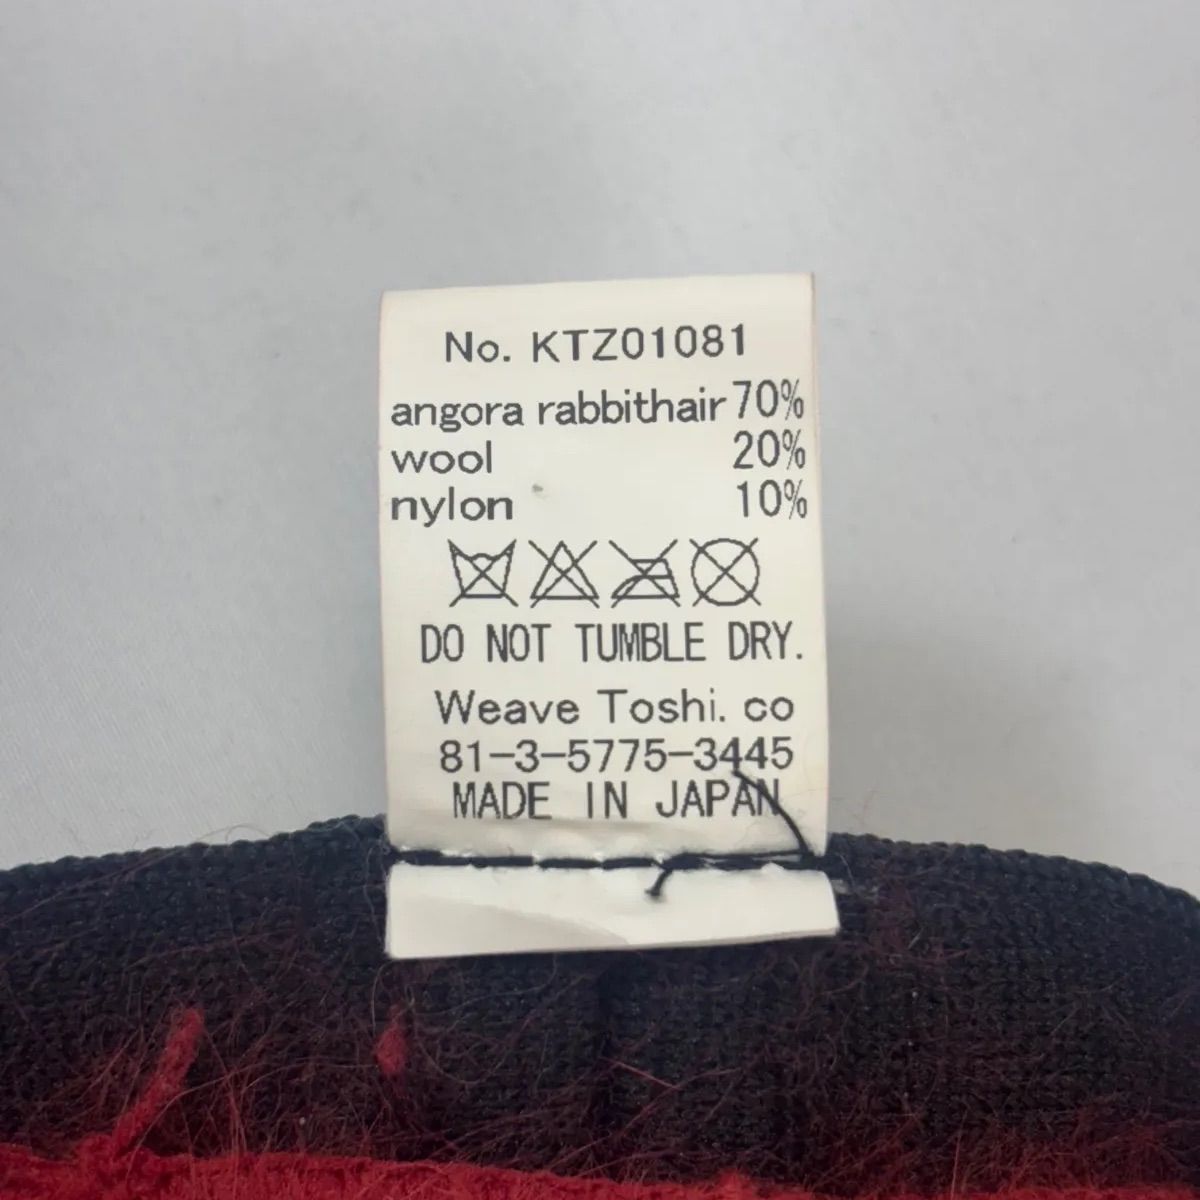 No. KTZ01081
angora rabbithair 70%
wool 20%
nylon 10%
DO NOT TUMBLE DRY.
Weave Toshi. co
81-3-5775-3445
MADE IN JAPAN